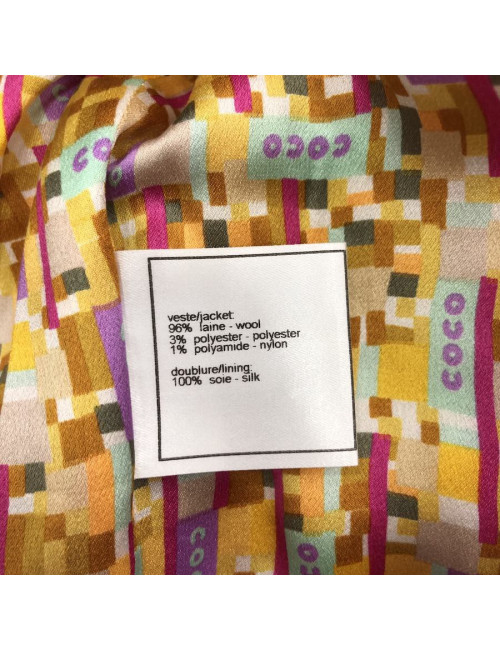 COCO
COCO
veste/jacket:
96% laine - wool
3% polyester - polyester
1% polyamide - nylon
doublure/lining:
100% soie - silk
COCO
COCO
COCO